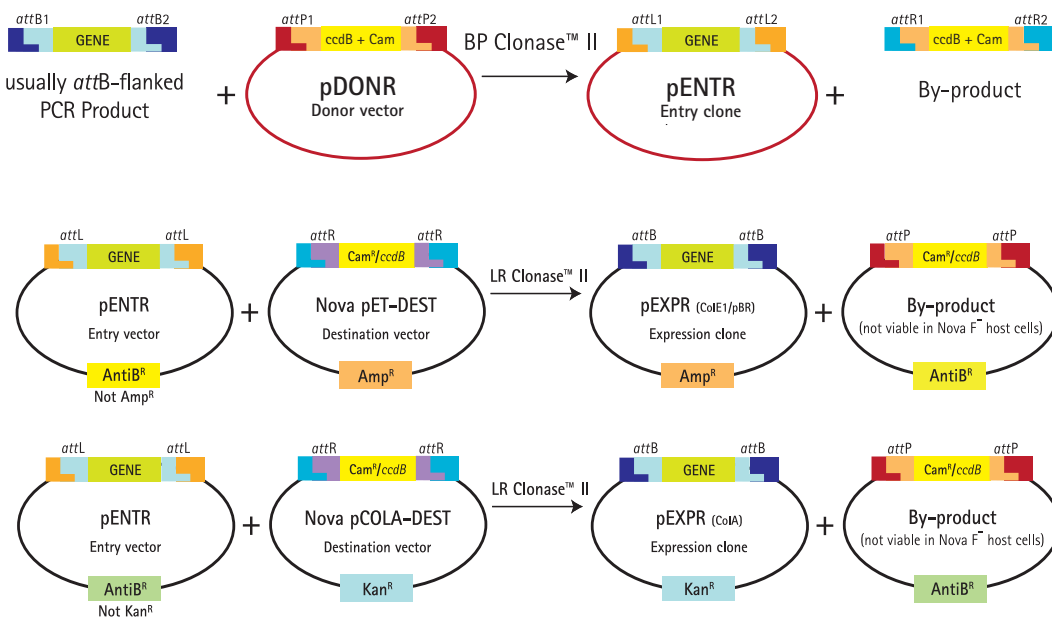 attB1 attB2 attP1 attP2 attL1 attL2 attR1 attR2
GENE ccdB + Cam BP Clonase™ II GENE ccdB + Cam
usually attB-flanked
PCR Product
+
pDONR
Donor vector
pENTR
Entry clone
+
By-product
attL attL attR attR attB attB attP attP
GENE Camᴿ/ccdB LR Clonase™ II GENE Camᴿ/ccdB
pENTR
Entry vector
+
Nova pET-DEST
Destination vector
pEXPR (ColE1/pBR)
Expression clone
+
By-product
(not viable in Nova F⁻ host cells)
AntiBᴿ Ampᴿ Ampᴿ AntiBᴿ
Not Ampᴿ
attL attL attR attR attB attB attP attP
GENE Camᴿ/ccdB LR Clonase™ II GENE Camᴿ/ccdB
pENTR
Entry vector
+
Nova pCOLA-DEST
Destination vector
pEXPR (ColA)
Expression clone
+
By-product
(not viable in Nova F⁻ host cells)
AntiBᴿ Kanᴿ Kanᴿ AntiBᴿ
Not Kanᴿ